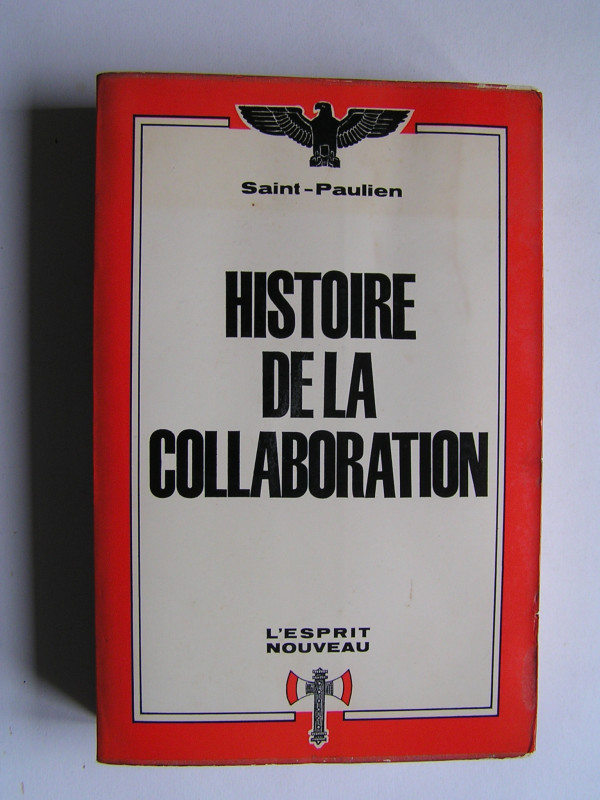 Saint-Paulien
HISTOIRE
DE LA
COLLABORATION
L'ESPRIT
NOUVEAU